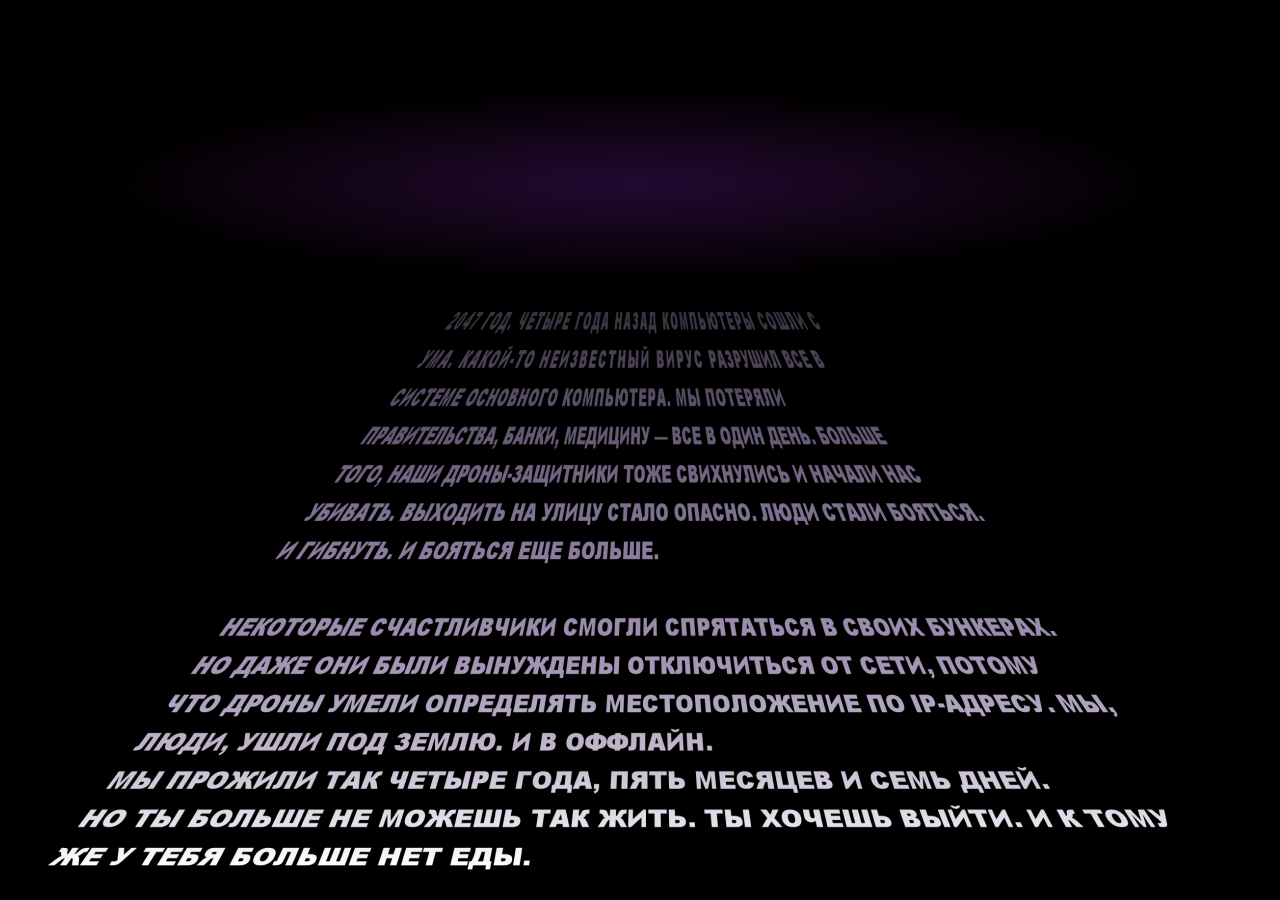 2047 ГОД. ЧЕТЫРЕ ГОДА НАЗАД КОМПЬЮТЕРЫ СОШЛИ С
УМА. КАКОЙ-ТО НЕИЗВЕСТНЫЙ ВИРУС РАЗРУШИЛ ВСЕ В
СИСТЕМЕ ОСНОВНОГО КОМПЬЮТЕРА. МЫ ПОТЕРЯЛИ
ПРАВИТЕЛЬСТВА, БАНКИ, МЕДИЦИНУ — ВСЕ В ОДИН ДЕНЬ. БОЛЬШЕ
ТОГО, НАШИ ДРОНЫ-ЗАЩИТНИКИ ТОЖЕ СВИХНУЛИСЬ И НАЧАЛИ НАС
УБИВАТЬ. ВЫХОДИТЬ НА УЛИЦУ СТАЛО ОПАСНО. ЛЮДИ СТАЛИ БОЯТЬСЯ.
И ГИБНУТЬ. И БОЯТЬСЯ ЕЩЕ БОЛЬШЕ.
НЕКОТОРЫЕ СЧАСТЛИВЧИКИ СМОГЛИ СПРЯТАТЬСЯ В СВОИХ БУНКЕРАХ.
НО ДАЖЕ ОНИ БЫЛИ ВЫНУЖДЕНЫ ОТКЛЮЧИТЬСЯ ОТ СЕТИ, ПОТОМУ
ЧТО ДРОНЫ УМЕЛИ ОПРЕДЕЛЯТЬ МЕСТОПОЛОЖЕНИЕ ПО IP-АДРЕСУ. МЫ,
ЛЮДИ, УШЛИ ПОД ЗЕМЛЮ. И В ОФФЛАЙН.
МЫ ПРОЖИЛИ ТАК ЧЕТЫРЕ ГОДА, ПЯТЬ МЕСЯЦЕВ И СЕМЬ ДНЕЙ.
НО ТЫ БОЛЬШЕ НЕ МОЖЕШЬ ТАК ЖИТЬ. ТЫ ХОЧЕШЬ ВЫЙТИ. И К ТОМУ
ЖЕ У ТЕБЯ БОЛЬШЕ НЕТ ЕДЫ.